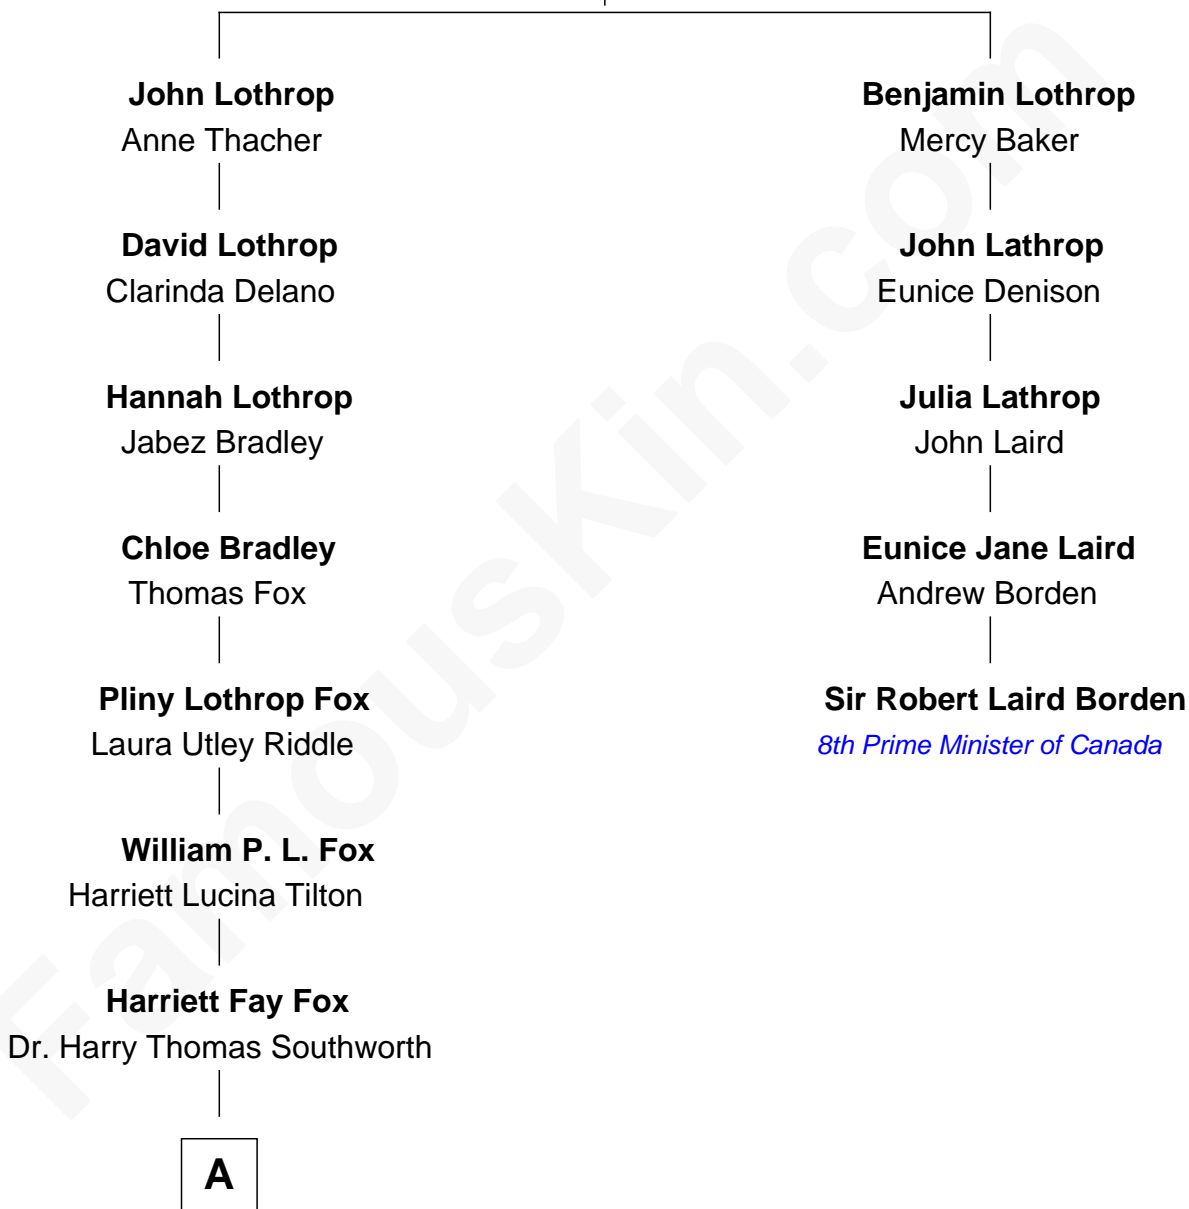 John Lothrop
Anne Thacher
David Lothrop
Clarinda Delano
Hannah Lothrop
Jabez Bradley
Chloe Bradley
Thomas Fox
Pliny Lothrop Fox
Laura Utley Riddle
William P. L. Fox
Harriett Lucina Tilton
Harriett Fay Fox
Dr. Harry Thomas Southworth
A
Benjamin Lothrop
Mercy Baker
John Lathrop
Eunice Denison
Julia Lathrop
John Laird
Eunice Jane Laird
Andrew Borden
Sir Robert Laird Borden
8th Prime Minister of Canada
FamousKin.com